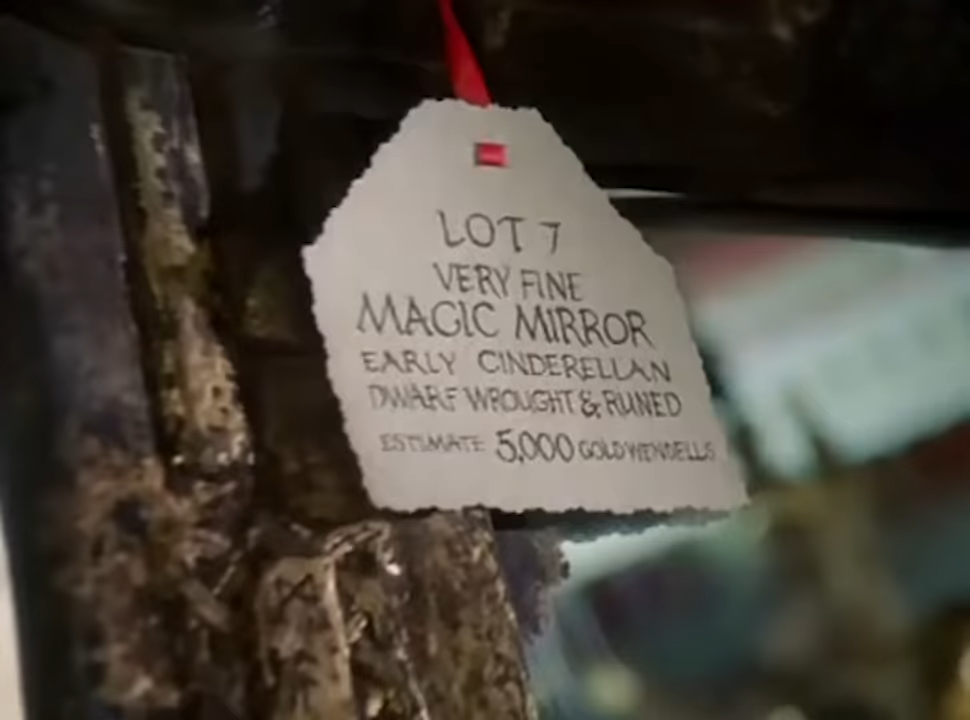 LOT 7
VERY FINE
MAGIC MIRROR
EARLY CINDERELLAN
DWARF WROUGHT & RUNED
ESTIMATE 5,000 GOLD WENDELLS